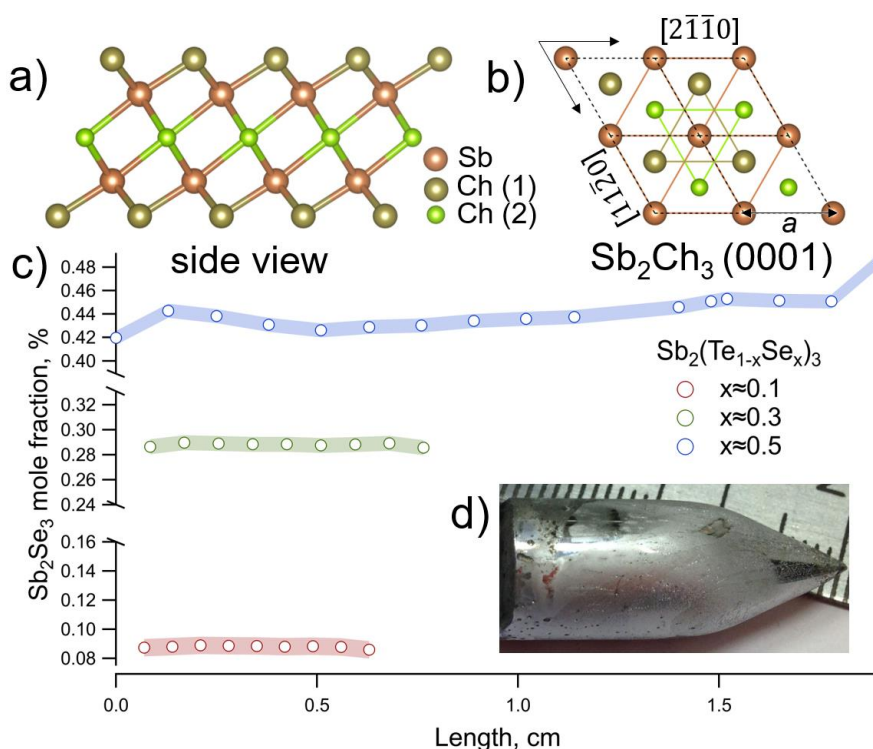 a)
Sb
Ch (1)
Ch (2)
b)
[21̅1̅0]
[112̅0]
a
Sb₂Ch₃ (0001)
c)
side view
Sb₂Se₃ mole fraction, %
0.48
0.46
0.44
0.42
0.40
0.32
0.30
0.28
0.26
0.24
0.16
0.14
0.12
0.10
0.08
Sb₂(Te₁₋ₓSeₓ)₃
x≈0.1
x≈0.3
x≈0.5
d)
0.0
0.5
1.0
1.5
Length, cm